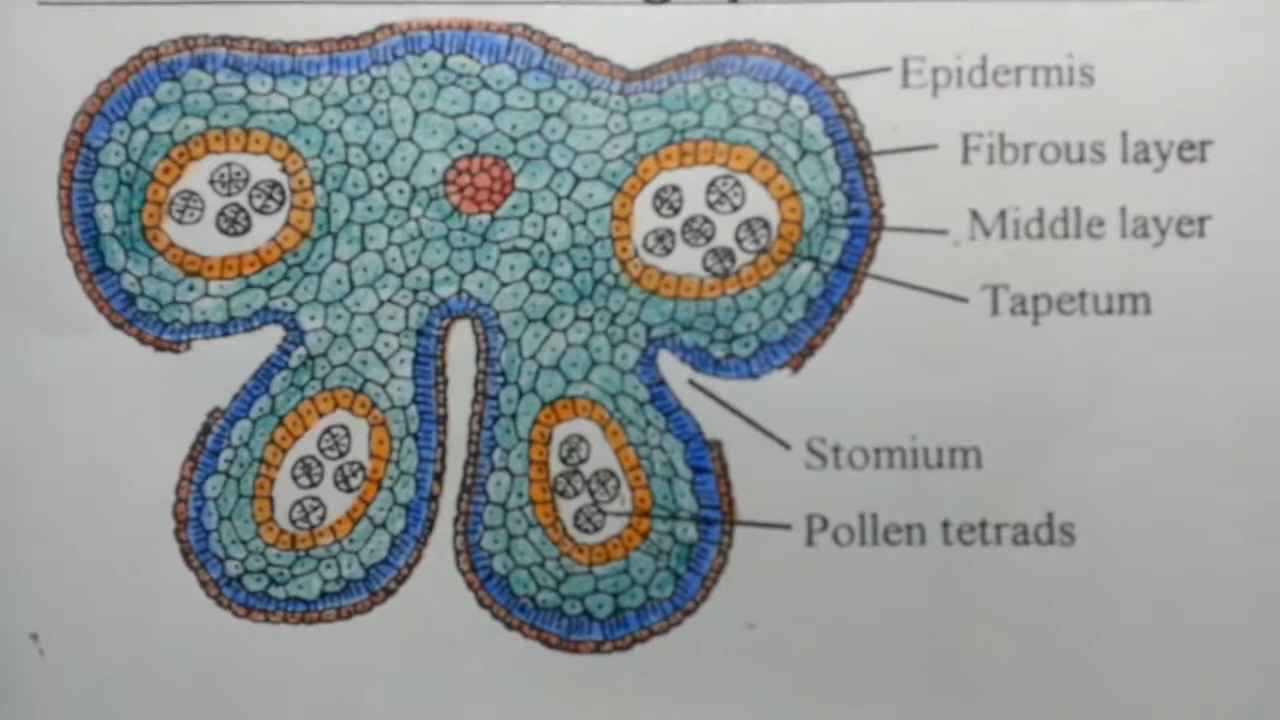 Epidermis
Fibrous layer
Middle layer
Tapetum
Stomium
Pollen tetrads